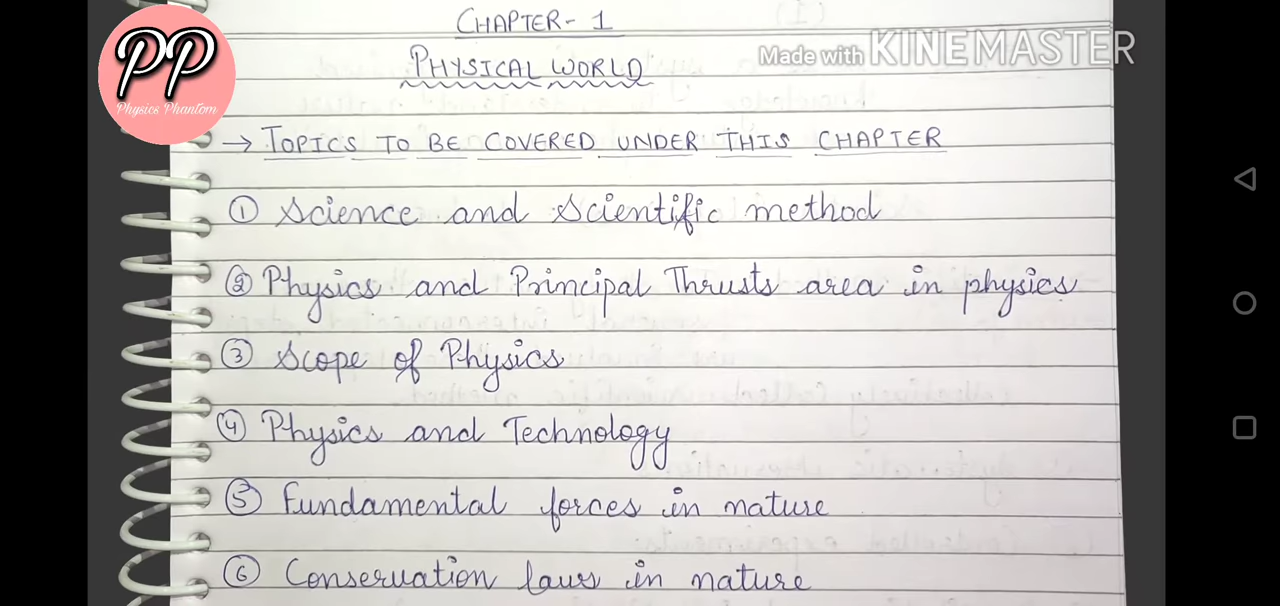 CHAPTER- 1
PP
Physics Phantom
Made with KINEMASTER
PHYSICAL WORLD
→ TOPICS TO BE COVERED UNDER THIS CHAPTER
① Science and Scientific method
② Physics and Principal Thrusts area in physics
③ Scope of Physics
④ Physics and Technology
⑤ Fundamental forces in nature
⑥ Conservation laws in nature